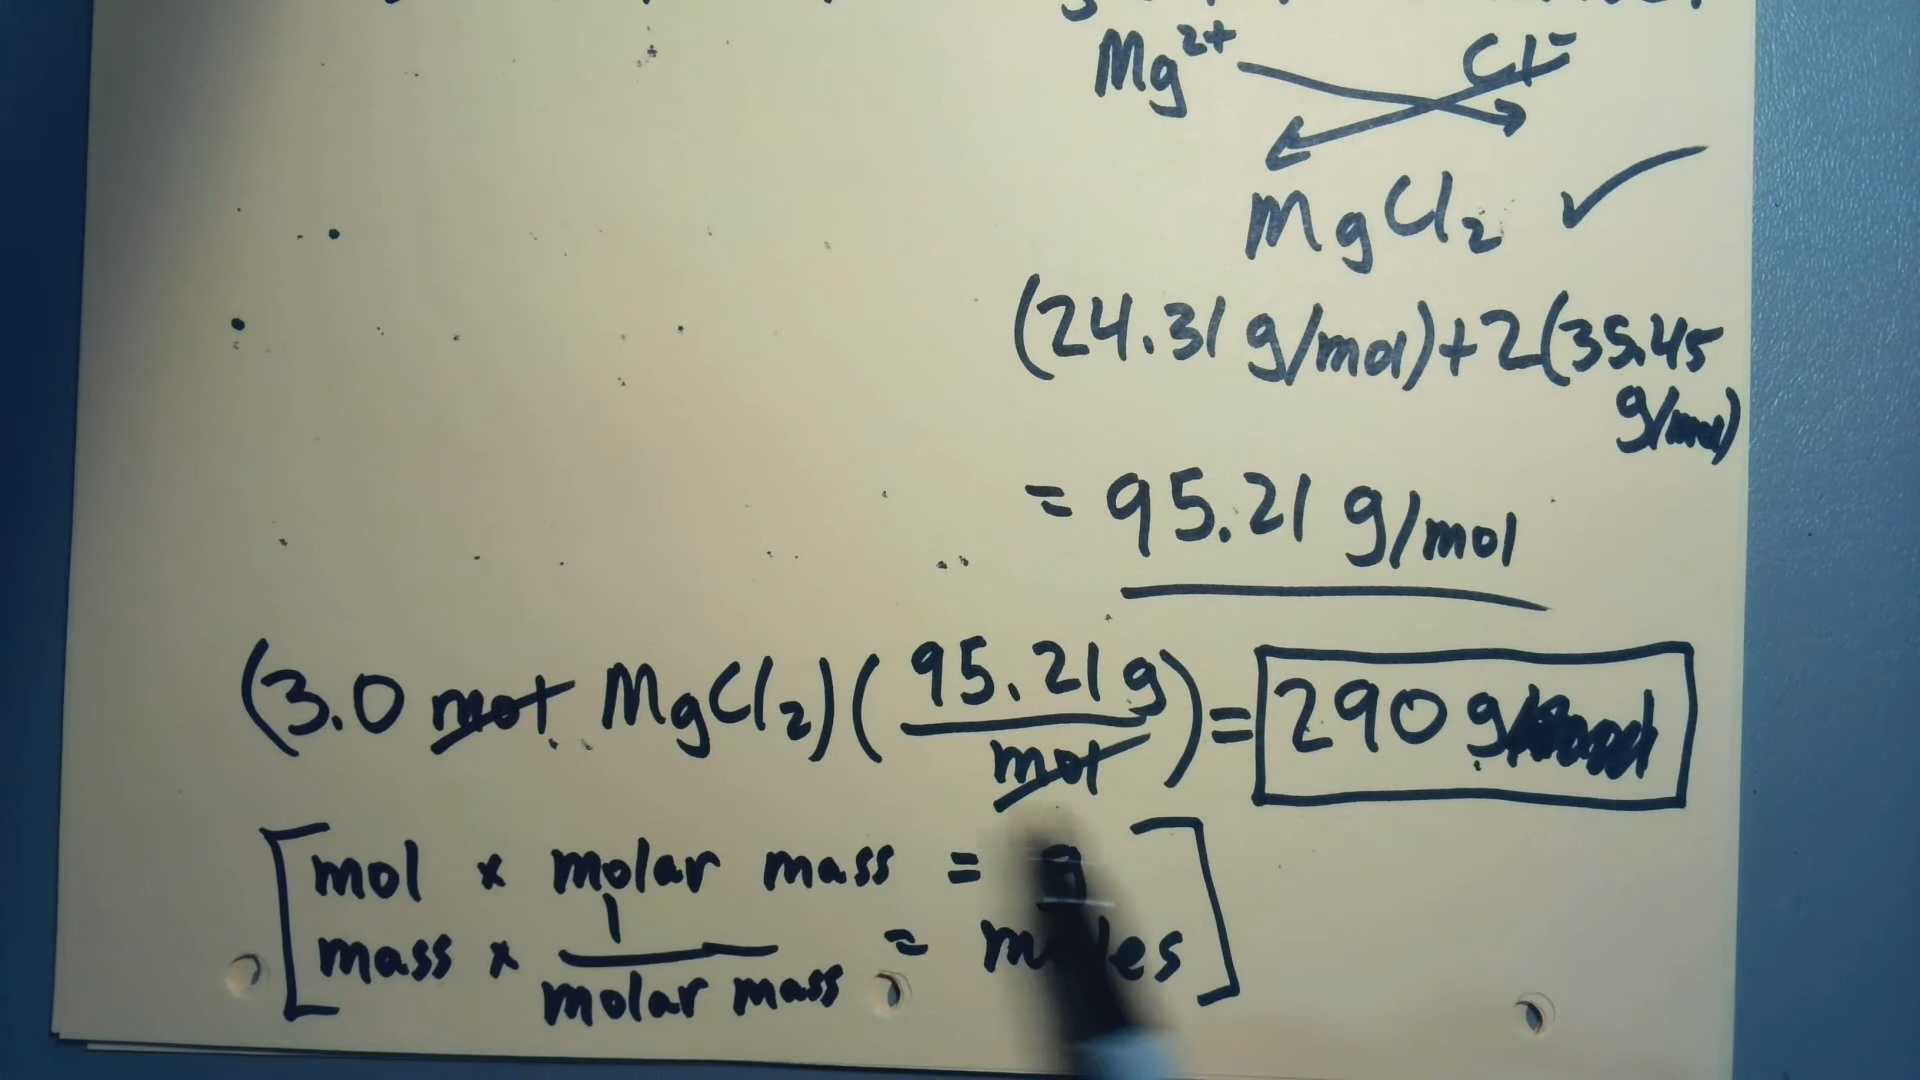 Mg²⁺ Cl⁻
MgCl₂ ✓
(24.31 g/mol)+2(35.45
g/mol)
= 95.21 g/mol
(3.0 mol MgCl₂)(95.21g/mol)=290 g
mol x molar mass = g
mass x 1/molar mass = moles